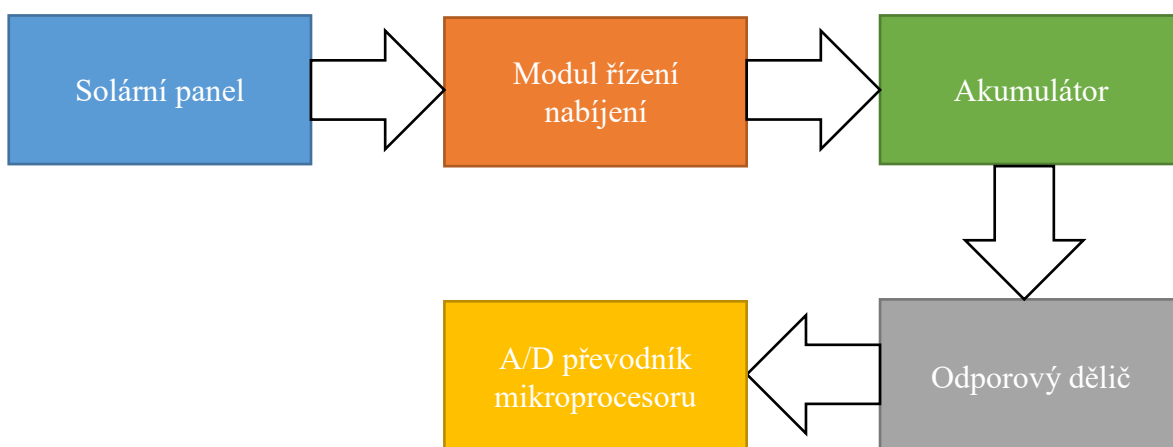 Solární panel
Modul řízení
nabíjení
Akumulátor
A/D převodník
mikroprocesoru
Odporový dělič